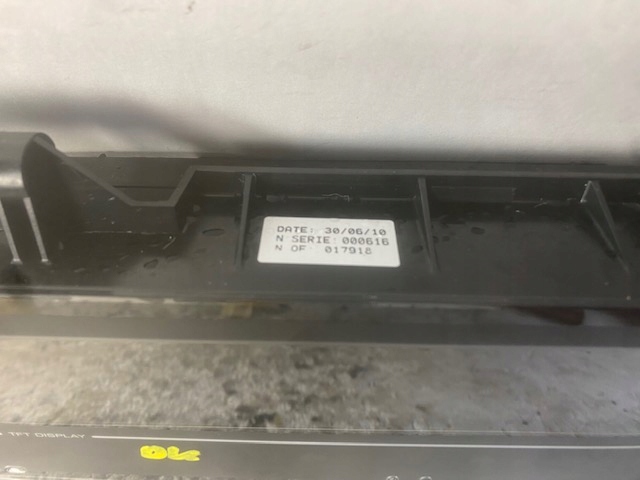 DATE: 30/06/10
N SERIE: 000616
N OF: 017918
TFT DISPLAY